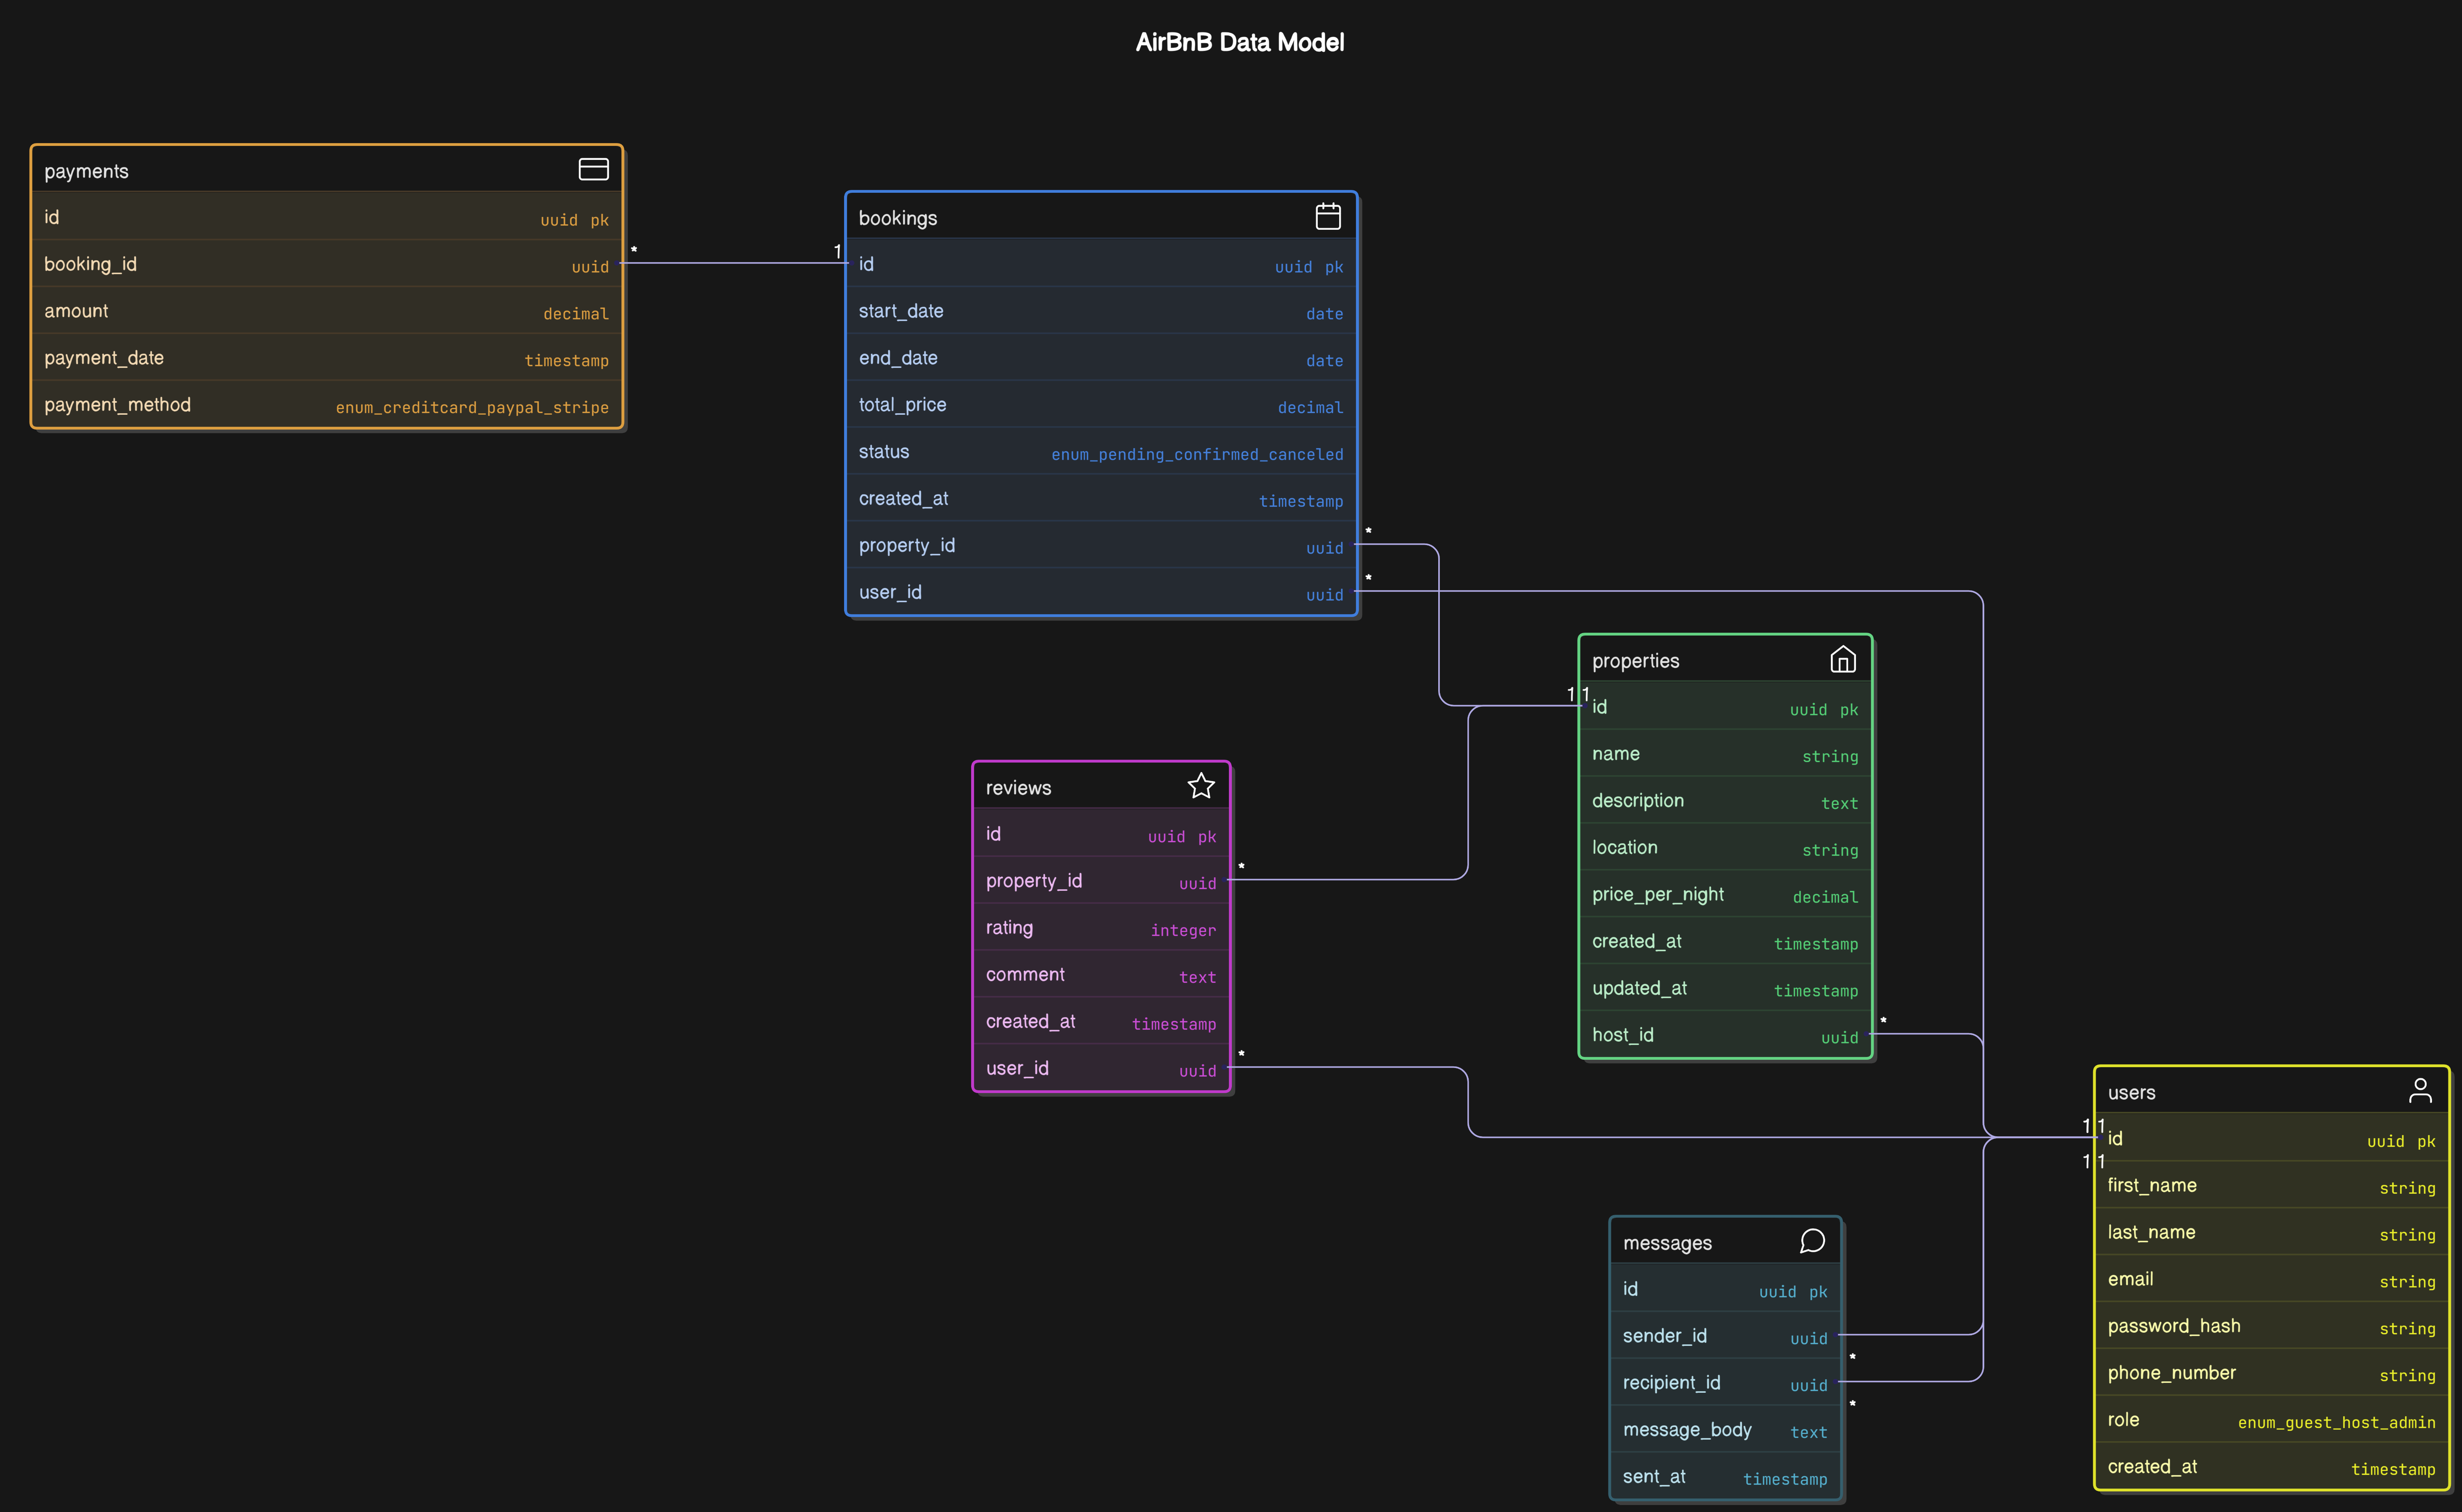 AirBnB Data Model
payments
id uuid pk
booking_id uuid
amount decimal
payment_date timestamp
payment_method enum_creditcard_paypal_stripe
* 1
bookings
id uuid pk
start_date date
end_date date
total_price decimal
status enum_pending_confirmed_canceled
created_at timestamp
property_id uuid *
user_id uuid *
properties
1 1
id uuid pk
name string
description text
location string
price_per_night decimal
created_at timestamp
updated_at timestamp
host_id uuid *
reviews
id uuid pk
property_id uuid *
rating integer
comment text
created_at timestamp
user_id uuid *
users
1 1
id uuid pk
1 1
first_name string
last_name string
email string
password_hash string
phone_number string
role enum_guest_host_admin
created_at timestamp
messages
id uuid pk
sender_id uuid
*
recipient_id uuid
*
message_body text
sent_at timestamp